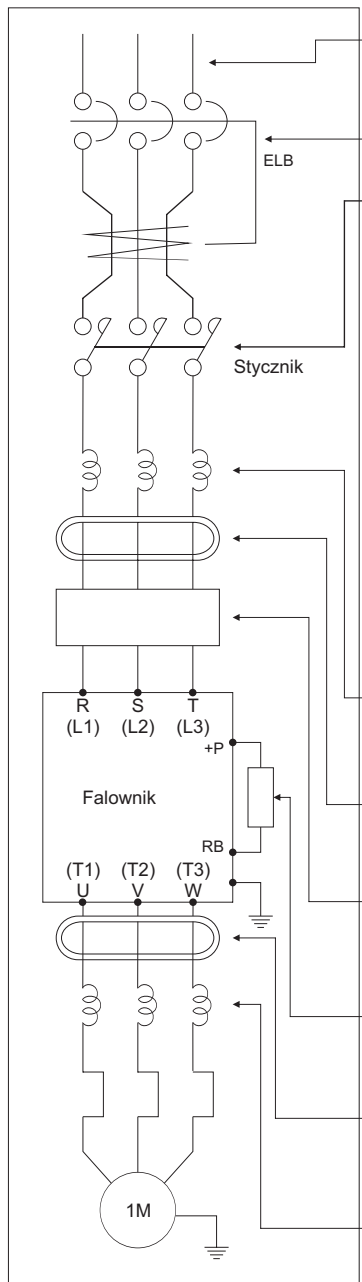 ELB
Stycznik
R S T
(L1) (L2) (L3)
+P
Falownik
RB
(T1) (T2) (T3)
U V W
1M